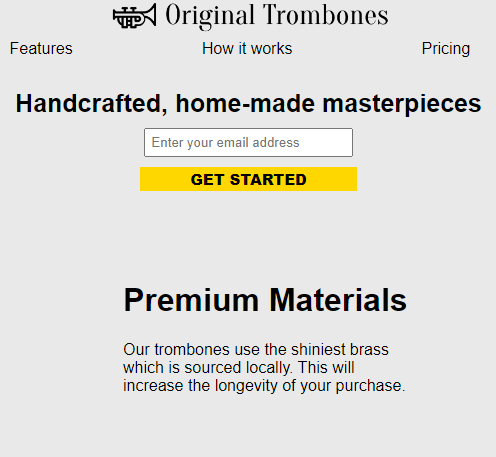 Original Trombones
Features How it works Pricing
Handcrafted, home-made masterpieces
Enter your email address
GET STARTED
Premium Materials
Our trombones use the shiniest brass
which is sourced locally. This will
increase the longevity of your purchase.